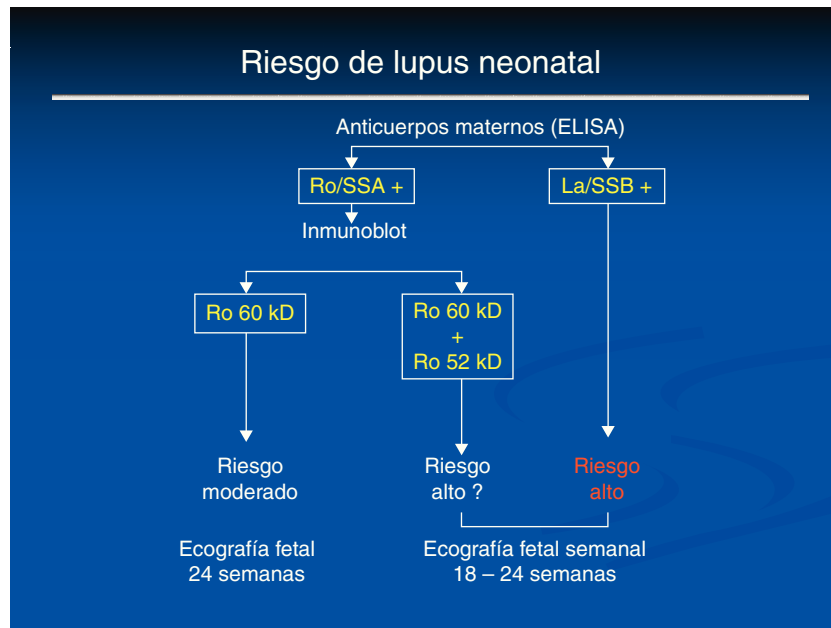 Riesgo de lupus neonatal
Anticuerpos maternos (ELISA)
Ro/SSA +
La/SSB +
Inmunoblot
Ro 60 kD
Ro 60 kD
+
Ro 52 kD
Riesgo
moderado
Riesgo
alto ?
Riesgo
alto
Ecografía fetal
24 semanas
Ecografía fetal semanal
18 – 24 semanas